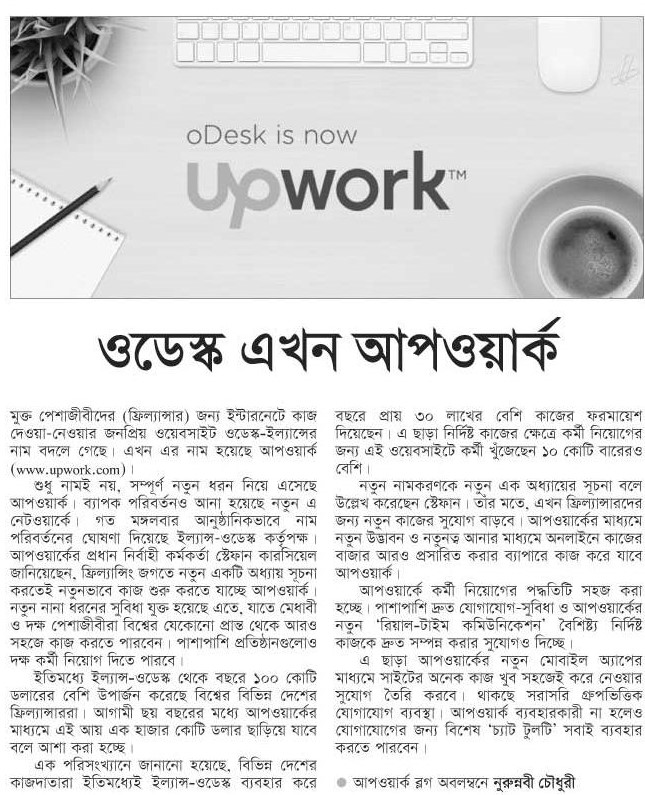 oDesk is now
upwork™
ওডেস্ক এখন আপওয়ার্ক
মুক্ত পেশাজীবীদের (ফ্রিল্যান্সার) জন্য ইন্টারনেটে কাজ
দেওয়া-নেওয়ার জনপ্রিয় ওয়েবসাইট ওডেস্ক-ইল্যান্সের
নাম বদলে গেছে। এখন এর নাম হয়েছে আপওয়ার্ক
(www.upwork.com)।
শুধু নামই নয়, সম্পূর্ণ নতুন ধরন নিয়ে এসেছে
আপওয়ার্ক। ব্যাপক পরিবর্তনও আনা হয়েছে নতুন এ
নেটওয়ার্কে। গত মঙ্গলবার আনুষ্ঠানিকভাবে নাম
পরিবর্তনের ঘোষণা দিয়েছে ইল্যান্স-ওডেস্ক কর্তৃপক্ষ।
আপওয়ার্কের প্রধান নির্বাহী কর্মকর্তা স্টেফান কারসিয়েল
জানিয়েছেন, ফ্রিল্যান্সিং জগতে নতুন একটি অধ্যায় সূচনা
করতেই নতুনভাবে কাজ শুরু করতে যাচ্ছে আপওয়ার্ক।
নতুন নানা ধরনের সুবিধা যুক্ত হয়েছে এতে, যাতে মেধাবী
ও দক্ষ পেশাজীবীরা বিশ্বের যেকোনো প্রান্ত থেকে আরও
সহজে কাজ করতে পারবেন। পাশাপাশি প্রতিষ্ঠানগুলোও
দক্ষ কর্মী নিয়োগ দিতে পারবে।
ইতিমধ্যে ইল্যান্স-ওডেস্ক থেকে বছরে ১০০ কোটি
ডলারের বেশি উপার্জন করেছে বিশ্বের বিভিন্ন দেশের
ফ্রিল্যান্সাররা। আগামী ছয় বছরের মধ্যে আপওয়ার্কের
মাধ্যমে এই আয় এক হাজার কোটি ডলার ছাড়িয়ে যাবে
বলে আশা করা হচ্ছে।
এক পরিসংখ্যানে জানানো হয়েছে, বিভিন্ন দেশের
কাজদাতারা ইতিমধ্যেই ইল্যান্স-ওডেস্ক ব্যবহার করে
বছরে প্রায় ৩০ লাখের বেশি কাজের ফরমায়েশ
দিয়েছেন। এ ছাড়া নির্দিষ্ট কাজের ক্ষেত্রে কর্মী নিয়োগের
জন্য এই ওয়েবসাইটে কর্মী খুঁজেছেন ১০ কোটি বারেরও
বেশি।
নতুন নামকরণকে নতুন এক অধ্যায়ের সূচনা বলে
উল্লেখ করেছেন স্টেফান। তাঁর মতে, এখন ফ্রিল্যান্সারদের
জন্য নতুন কাজের সুযোগ বাড়বে। আপওয়ার্কের মাধ্যমে
নতুন উদ্ভাবন ও নতুনত্ব আনার মাধ্যমে অনলাইনে কাজের
বাজার আরও প্রসারিত করার ব্যাপারে কাজ করে যাবে
আপওয়ার্ক।
আপওয়ার্কে কর্মী নিয়োগের পদ্ধতিটি সহজ করা
হচ্ছে। পাশাপাশি দ্রুত যোগাযোগ-সুবিধা ও আপওয়ার্কের
নতুন 'রিয়াল-টাইম কমিউনিকেশন' বৈশিষ্ট্য নির্দিষ্ট
কাজকে দ্রুত সম্পন্ন করার সুযোগও দিচ্ছে।
এ ছাড়া আপওয়ার্কের নতুন মোবাইল অ্যাপের
মাধ্যমে সাইটের অনেক কাজ খুব সহজেই করে নেওয়ার
সুযোগ তৈরি করবে। থাকছে সরাসরি গ্রুপভিত্তিক
যোগাযোগ ব্যবস্থা। আপওয়ার্ক ব্যবহারকারী না হলেও
যোগাযোগের জন্য বিশেষ 'চ্যাট টুলটি' সবাই ব্যবহার
করতে পারবেন।
● আপওয়ার্ক ব্লগ অবলম্বনে নুরুন্নবী চৌধুরী